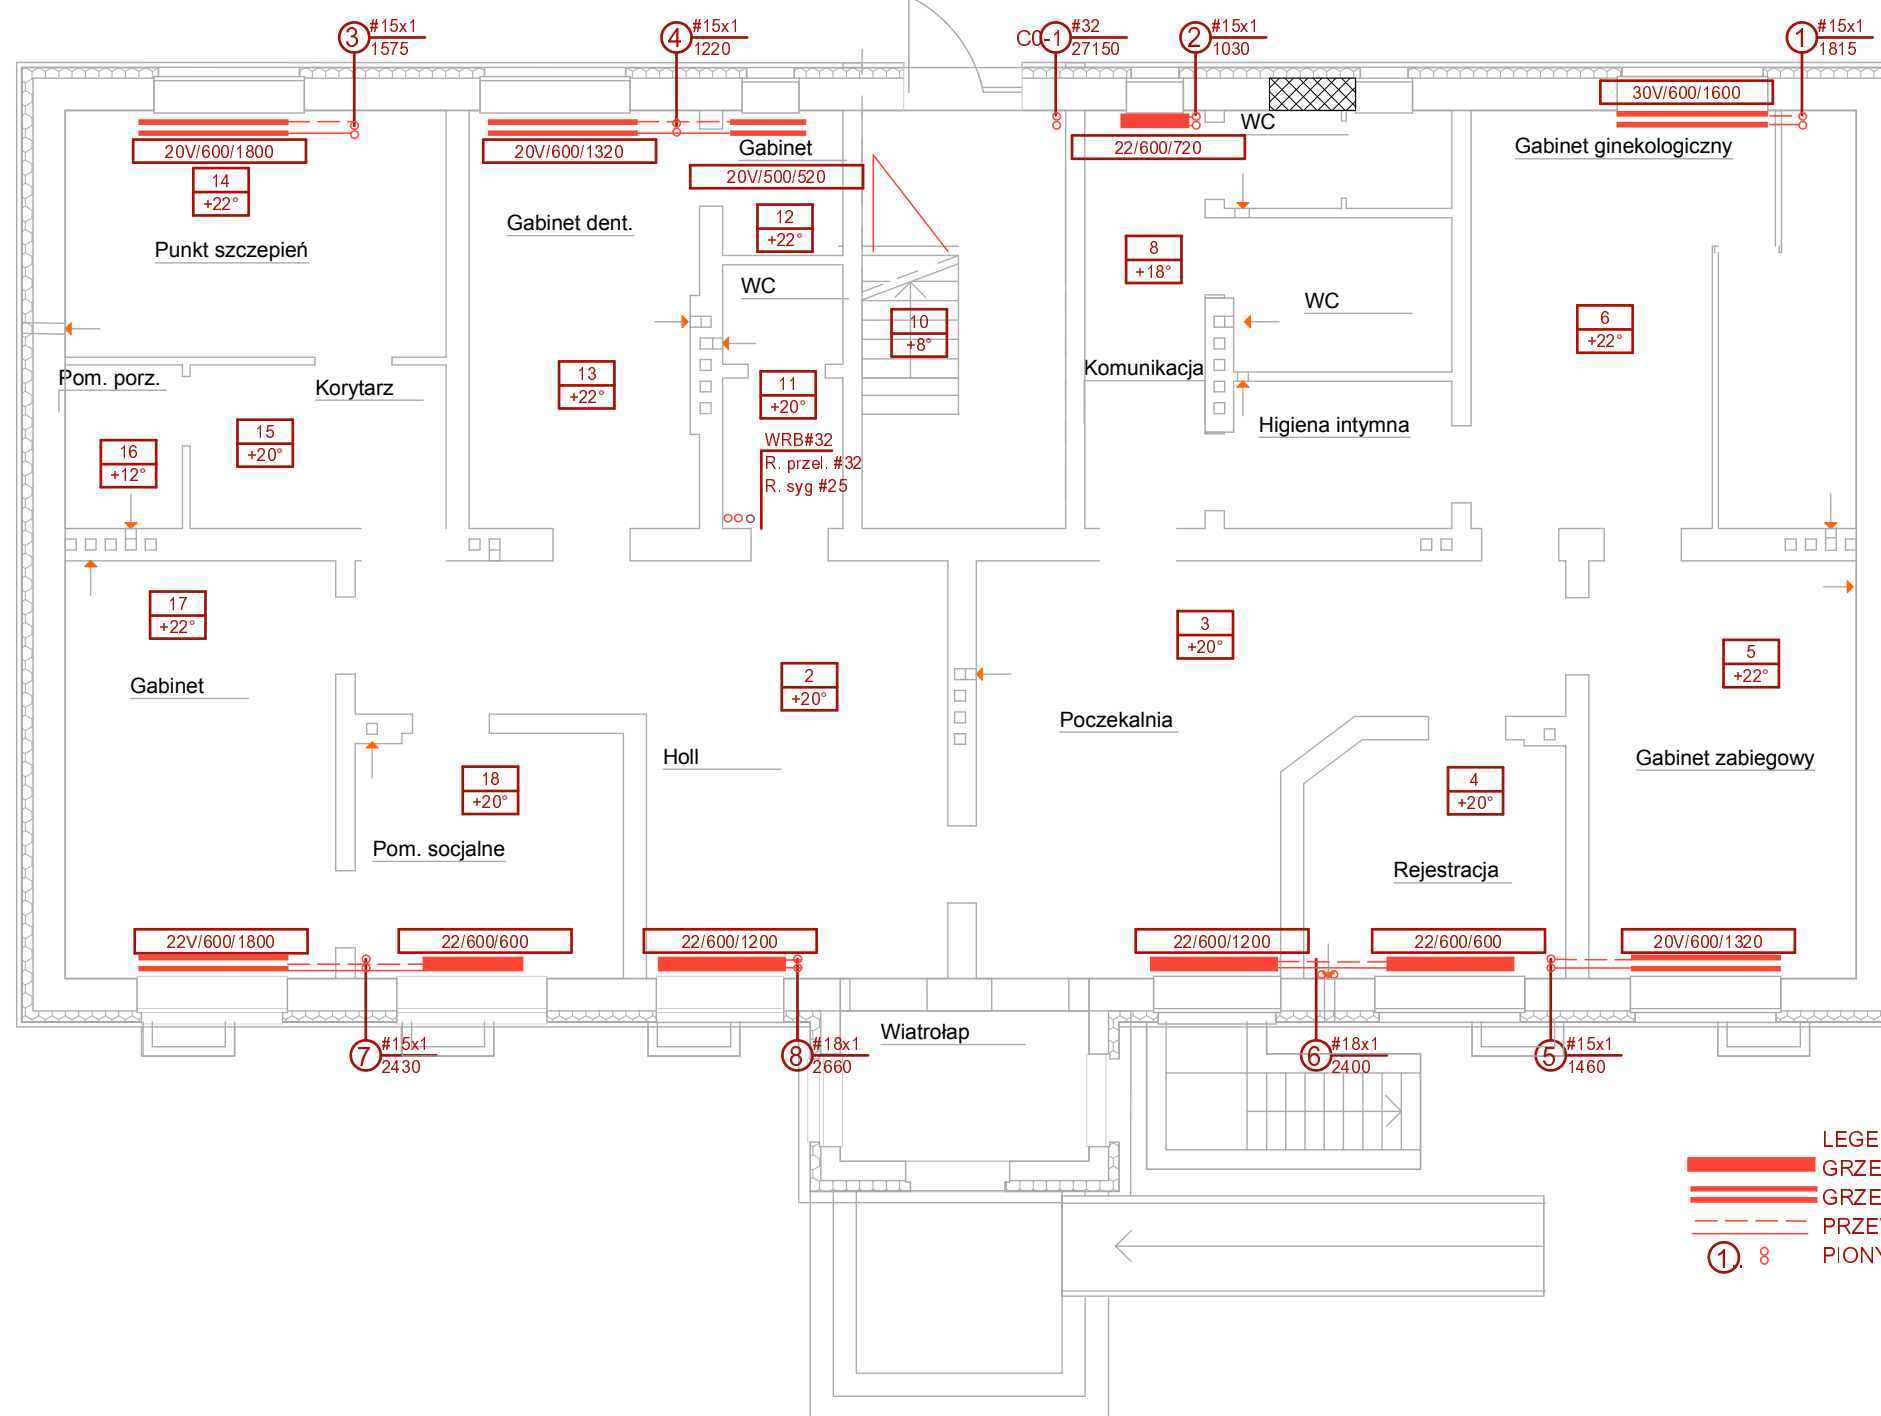 3 #15x1
1575
4 #15x1
1220
C0-1 #32
27150
2 #15x1
1030
1 #15x1
1815
20V/600/1800
20V/600/1320
Gabinet
20V/500/520
22/600/720
WC
30V/600/1600
Gabinet ginekologiczny
14
+22°
Punkt szczepień
Gabinet dent.
12
+22°
WC
10
+8°
8
+18°
WC
6
+22°
Pom. porz.
Korytarz
13
+22°
11
+20°
Komunikacja
Higiena intymna
16
+12°
15
+20°
WRB#32
R. przel. #32
R. syg #25
17
+22°
Gabinet
2
+20°
3
+20°
5
+22°
Holl
Poczekalnia
Gabinet zabiegowy
18
+20°
4
+20°
Pom. socjalne
Rejestracja
22V/600/1800
22/600/600
22/600/1200
22/600/1200
22/600/600
20V/600/1320
Wiatrołap
7 #15x1
2430
8 #18x1
2660
6 #18x1
2400
5 #15x1
1460
LEGE
GRZE
GRZE
PRZE
1.. PIONY